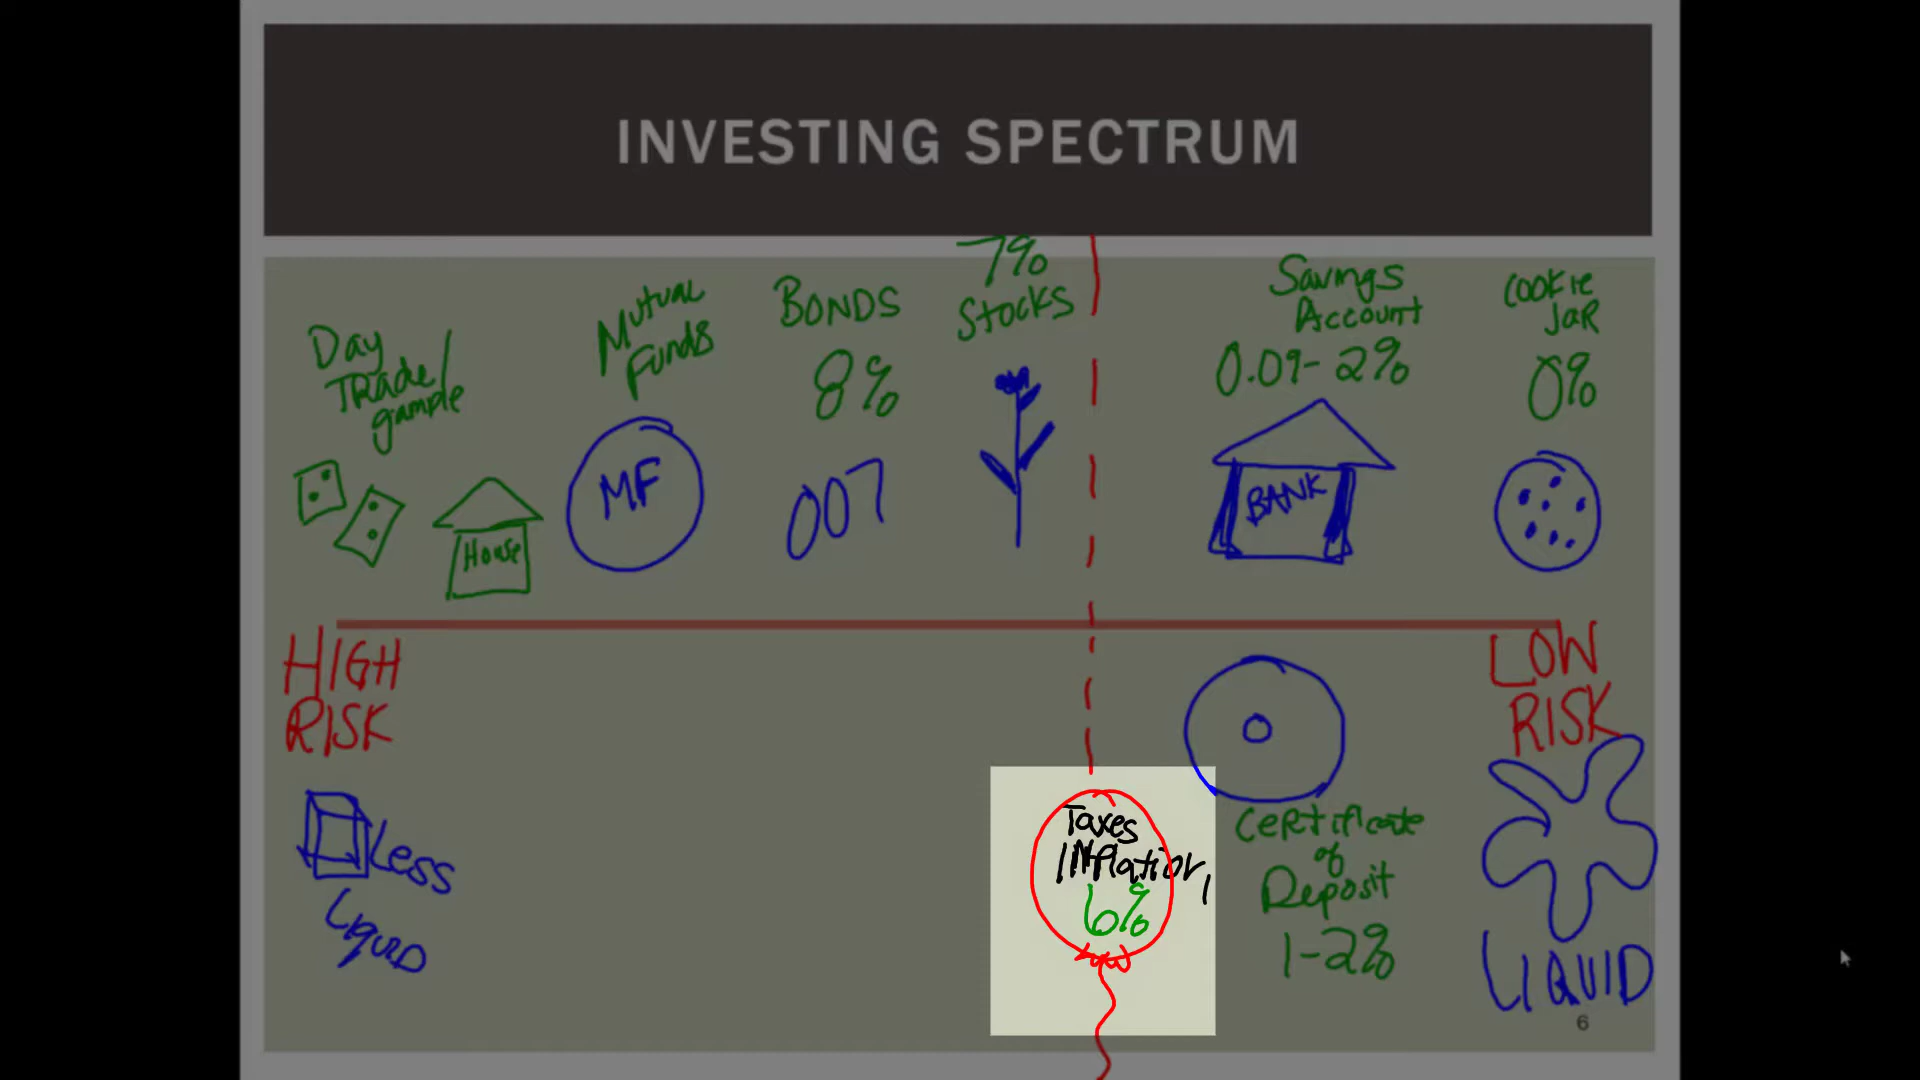 INVESTING SPECTRUM
Day
Trade/
gample
Mutual
Funds
BONDS
8%
7%
Stocks
Savings
Account
0.09-2%
Cookie
Jar
0%
House
MF
007
BANK
HIGH
RISK
LOW
RISK
Less
Liquid
Taxes
Inflation
6%
Certificate
of
Deposit
1-2%
LIQUID
6